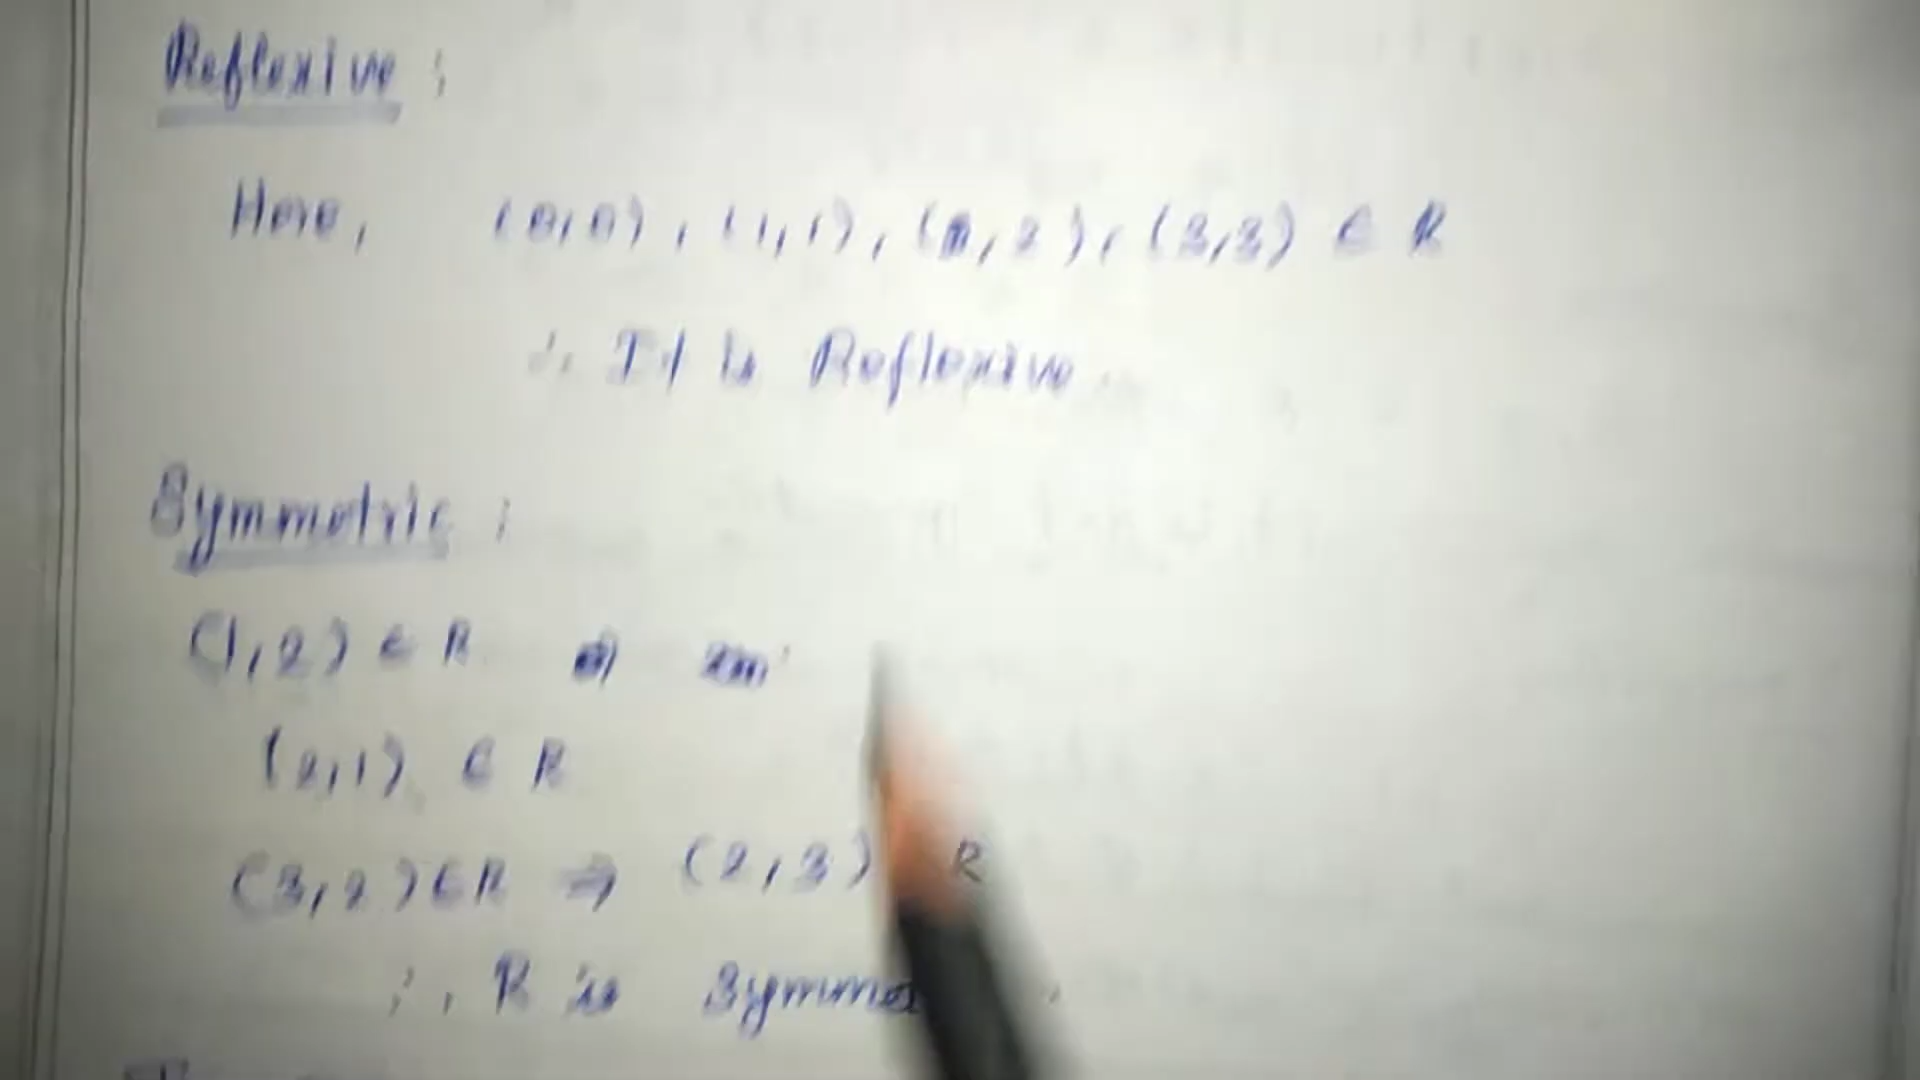 Reflexive :
Here, (0,0), (1,1), (2,2), (3,3) ∈ R
∴ It is Reflexive.
Symmetric :
(1,2) ∈ R
(2,1) ∈ R
(3,2) ∈ R ⇒ (2,3) R
∴ R is